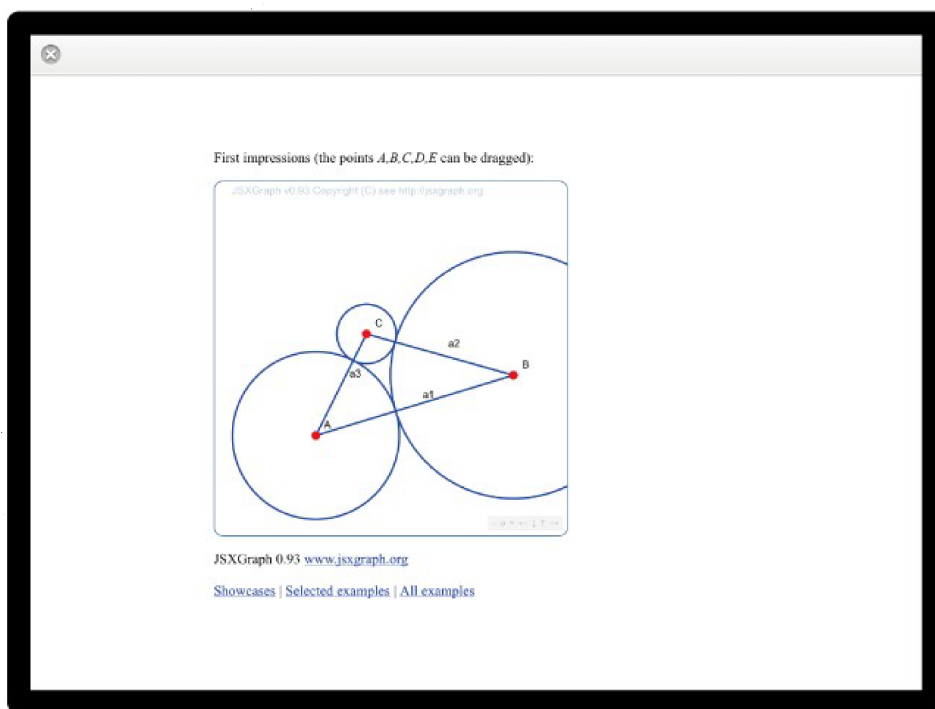 First impressions (the points A,B,C,D,E can be dragged):
JSXGraph v0.93 Copyright (C) see http://jsxgraph.org
C
a2
B
a3
a1
A
JSXGraph 0.93 www.jsxgraph.org
Showcases | Selected examples | All examples